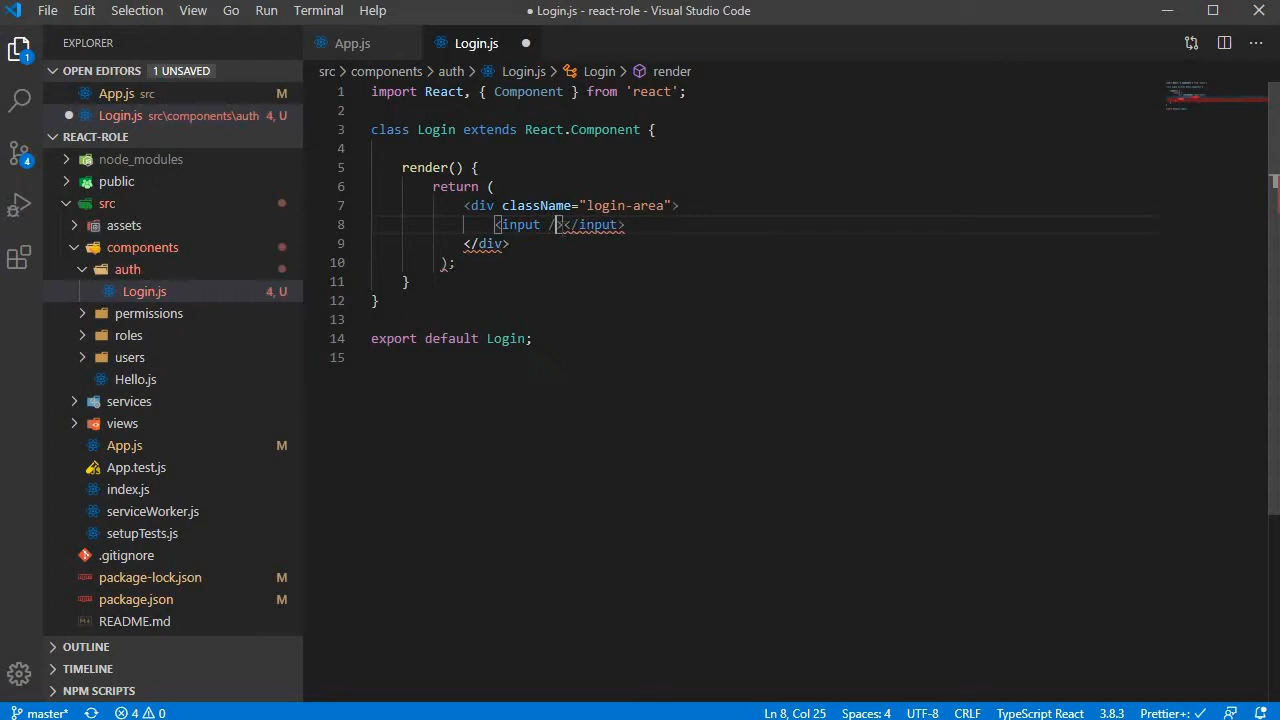 File Edit Selection View Go Run Terminal Help
● Login.js - react-role - Visual Studio Code
EXPLORER
OPEN EDITORS 1 UNSAVED
App.js src M
Login.js src\components\auth 4, U
REACT-ROLE
node_modules
public
src
assets
components
auth
Login.js 4, U
permissions
roles
users
Hello.js
services
views
App.js M
App.test.js
index.js
serviceWorker.js
setupTests.js
.gitignore
package-lock.json M
package.json M
README.md
OUTLINE
TIMELINE
NPM SCRIPTS
1
4
App.js
Login.js ●
src > components > auth > Login.js > Login > render
1 import React, { Component } from 'react';
2
3 class Login extends React.Component {
4
5 render() {
6 return (
7 <div className="login-area">
8 <input /></input>
9 </div>
10 );
11 }
12 }
13
14 export default Login;
15
master* 4 0 Ln 8, Col 25 Spaces: 4 UTF-8 CRLF TypeScript React 3.8.3 Prettier+: ✓